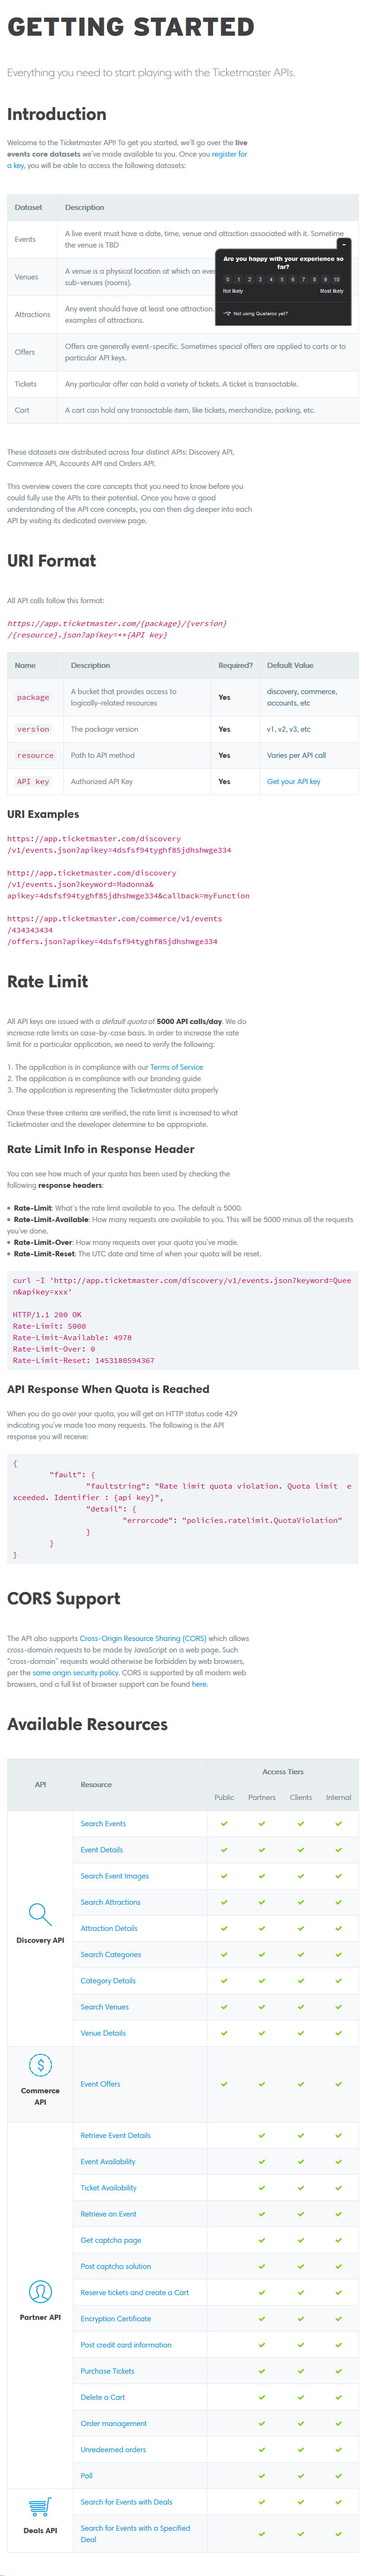 GETTING STARTED
Everything you need to start playing with the Ticketmaster APIs.
Introduction
Welcome to the Ticketmaster API! To get you started, we'll go over the live
events core datasets we've made available to you. Once you register for
a key, you will be able to access the following datasets:
Dataset Description
Events A live event must have a date, time, venue and attaction associated with it. Sometime
the venue is TBD
Venues A venue is a physical location at which an ever
sub-venues (rooms).
Attractions Any event should have at least one attraction.
examples of attractions.
–
Are you happy with your experience so
far?
0 1 2 3 4 5 6 7 8 9 10
Not likely Most likely
Not using Qualaroo yet?
Offers Offers are generally event-specific. Sometimes special offers are applied to carts or to
particular API keys.
Tickets Any particular offer can hold a variety of tickets. A ticket is transactable.
Cart A cart can hold any transactable item, like tickets, merchandize, parking, etc.
These datasets are distributed across four distinct APIs: Discovery API,
Commerce API, Accounts API and Orders API.
This overview covers the core concepts that you need to know before you
could fully use the APIs to their potential. Once you have a good
understanding of the API core concepts, you can then dig deeper into each
API by visiting its dedicated overview page.
URI Format
All API calls follow this format:
https://app.ticketmaster.com/{package}/{version}
/{resource}.json?apikey=**{API key}
Name Description Required? Default Value
package A bucket that provides access to
logically-related resources Yes discovery, commerce,
accounts, etc
version The package version Yes v1, v2, v3, etc
resource Path to API method Yes Varies per API call
API key Authorized API Key Yes Get your API key
URI Examples
https://app.ticketmaster.com/discovery
/v1/events.json?apikey=4dsfsf94tyghf85jdhshwge334
http://app.ticketmaster.com/discovery
/v1/events.json?keyword=Madonna&
apikey=4dsfsf94tyghf85jdhshwge334&callback=myFunction
https://app.ticketmaster.com/commerce/v1/events
/434343434
/offers.json?apikey=4dsfsf94tyghf85jdhshwge334
Rate Limit
All API keys are issued with a default quota of 5000 API calls/day. We do
increase rate limits on case-by-case basis. In order to increase the rate
limit for a particular application, we need to verify the following:
1. The application is in compliance with our Terms of Service
2. The application is in compliance with our branding guide
3. The application is representing the Ticketmaster data properly
Once these three criteria are verified, the rate limit is increased to what
Ticketmaster and the developer determine to be appropriate.
Rate Limit Info in Response Header
You can see how much of your quota has been used by checking the
following response headers:
• Rate-Limit: What's the rate limit available to you. The default is 5000.
• Rate-Limit-Available: How many requests are available to you. This will be 5000 minus all the requests
you've done.
• Rate-Limit-Over: How many requests over your quota you've made.
• Rate-Limit-Reset: The UTC date and time of when your quota will be reset.
curl -I 'http://app.ticketmaster.com/discovery/v1/events.json?keyword=Quee
n&apikey=xxx'
HTTP/1.1 200 OK
Rate-Limit: 5000
Rate-Limit-Available: 4978
Rate-Limit-Over: 0
Rate-Limit-Reset: 1453180594367
API Response When Quota is Reached
When you do go over your quota, you will get an HTTP status code 429
indicating you've made too many requests. The following is the API
response you will receive:
{
"fault": {
"faultstring": "Rate limit quota violation. Quota limit e
xceeded. Identifier : {api key}",
"detail": {
"errorcode": "policies.ratelimit.QuotaViolation"
}
}
}
CORS Support
The API also supports Cross-Origin Resource Sharing (CORS) which allows
cross-domain requests to be made by JavaScript on a web page. Such
"cross-domain" requests would otherwise be forbidden by web browsers,
per the same origin security policy. CORS is supported by all modern web
browsers, and a full list of browser support can be found here.
Available Resources
API Resource Access Tiers
Public Partners Clients Internal
Discovery API
Search Events ✔ ✔ ✔ ✔
Event Details ✔ ✔ ✔ ✔
Search Event Images ✔ ✔ ✔ ✔
Search Attractions ✔ ✔ ✔ ✔
Attraction Details ✔ ✔ ✔ ✔
Search Categories ✔ ✔ ✔ ✔
Category Details ✔ ✔ ✔ ✔
Search Venues ✔ ✔ ✔ ✔
Venue Details ✔ ✔ ✔ ✔
$
Commerce
API
Event Offers ✔ ✔ ✔ ✔
Partner API
Retrieve Event Details ✔ ✔ ✔
Event Availability ✔ ✔ ✔
Ticket Availability ✔ ✔ ✔
Retrieve an Event ✔ ✔ ✔
Get captcha page ✔ ✔ ✔
Post captcha solution ✔ ✔ ✔
Reserve tickets and create a Cart ✔ ✔ ✔
Encryption Certificate ✔ ✔ ✔
Post credit card information ✔ ✔ ✔
Purchase Tickets ✔ ✔ ✔
Delete a Cart ✔ ✔ ✔
Order management ✔ ✔ ✔
Unredeemed orders ✔ ✔ ✔
Poll ✔ ✔ ✔
Deals API
Search for Events with Deals ✔ ✔ ✔
Search for Events with a Specified
Deal ✔ ✔ ✔